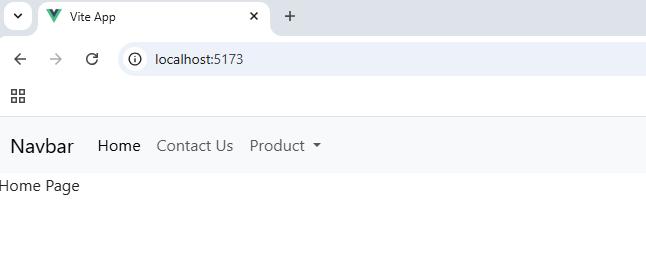 Vite App
localhost:5173
Navbar Home Contact Us Product
Home Page